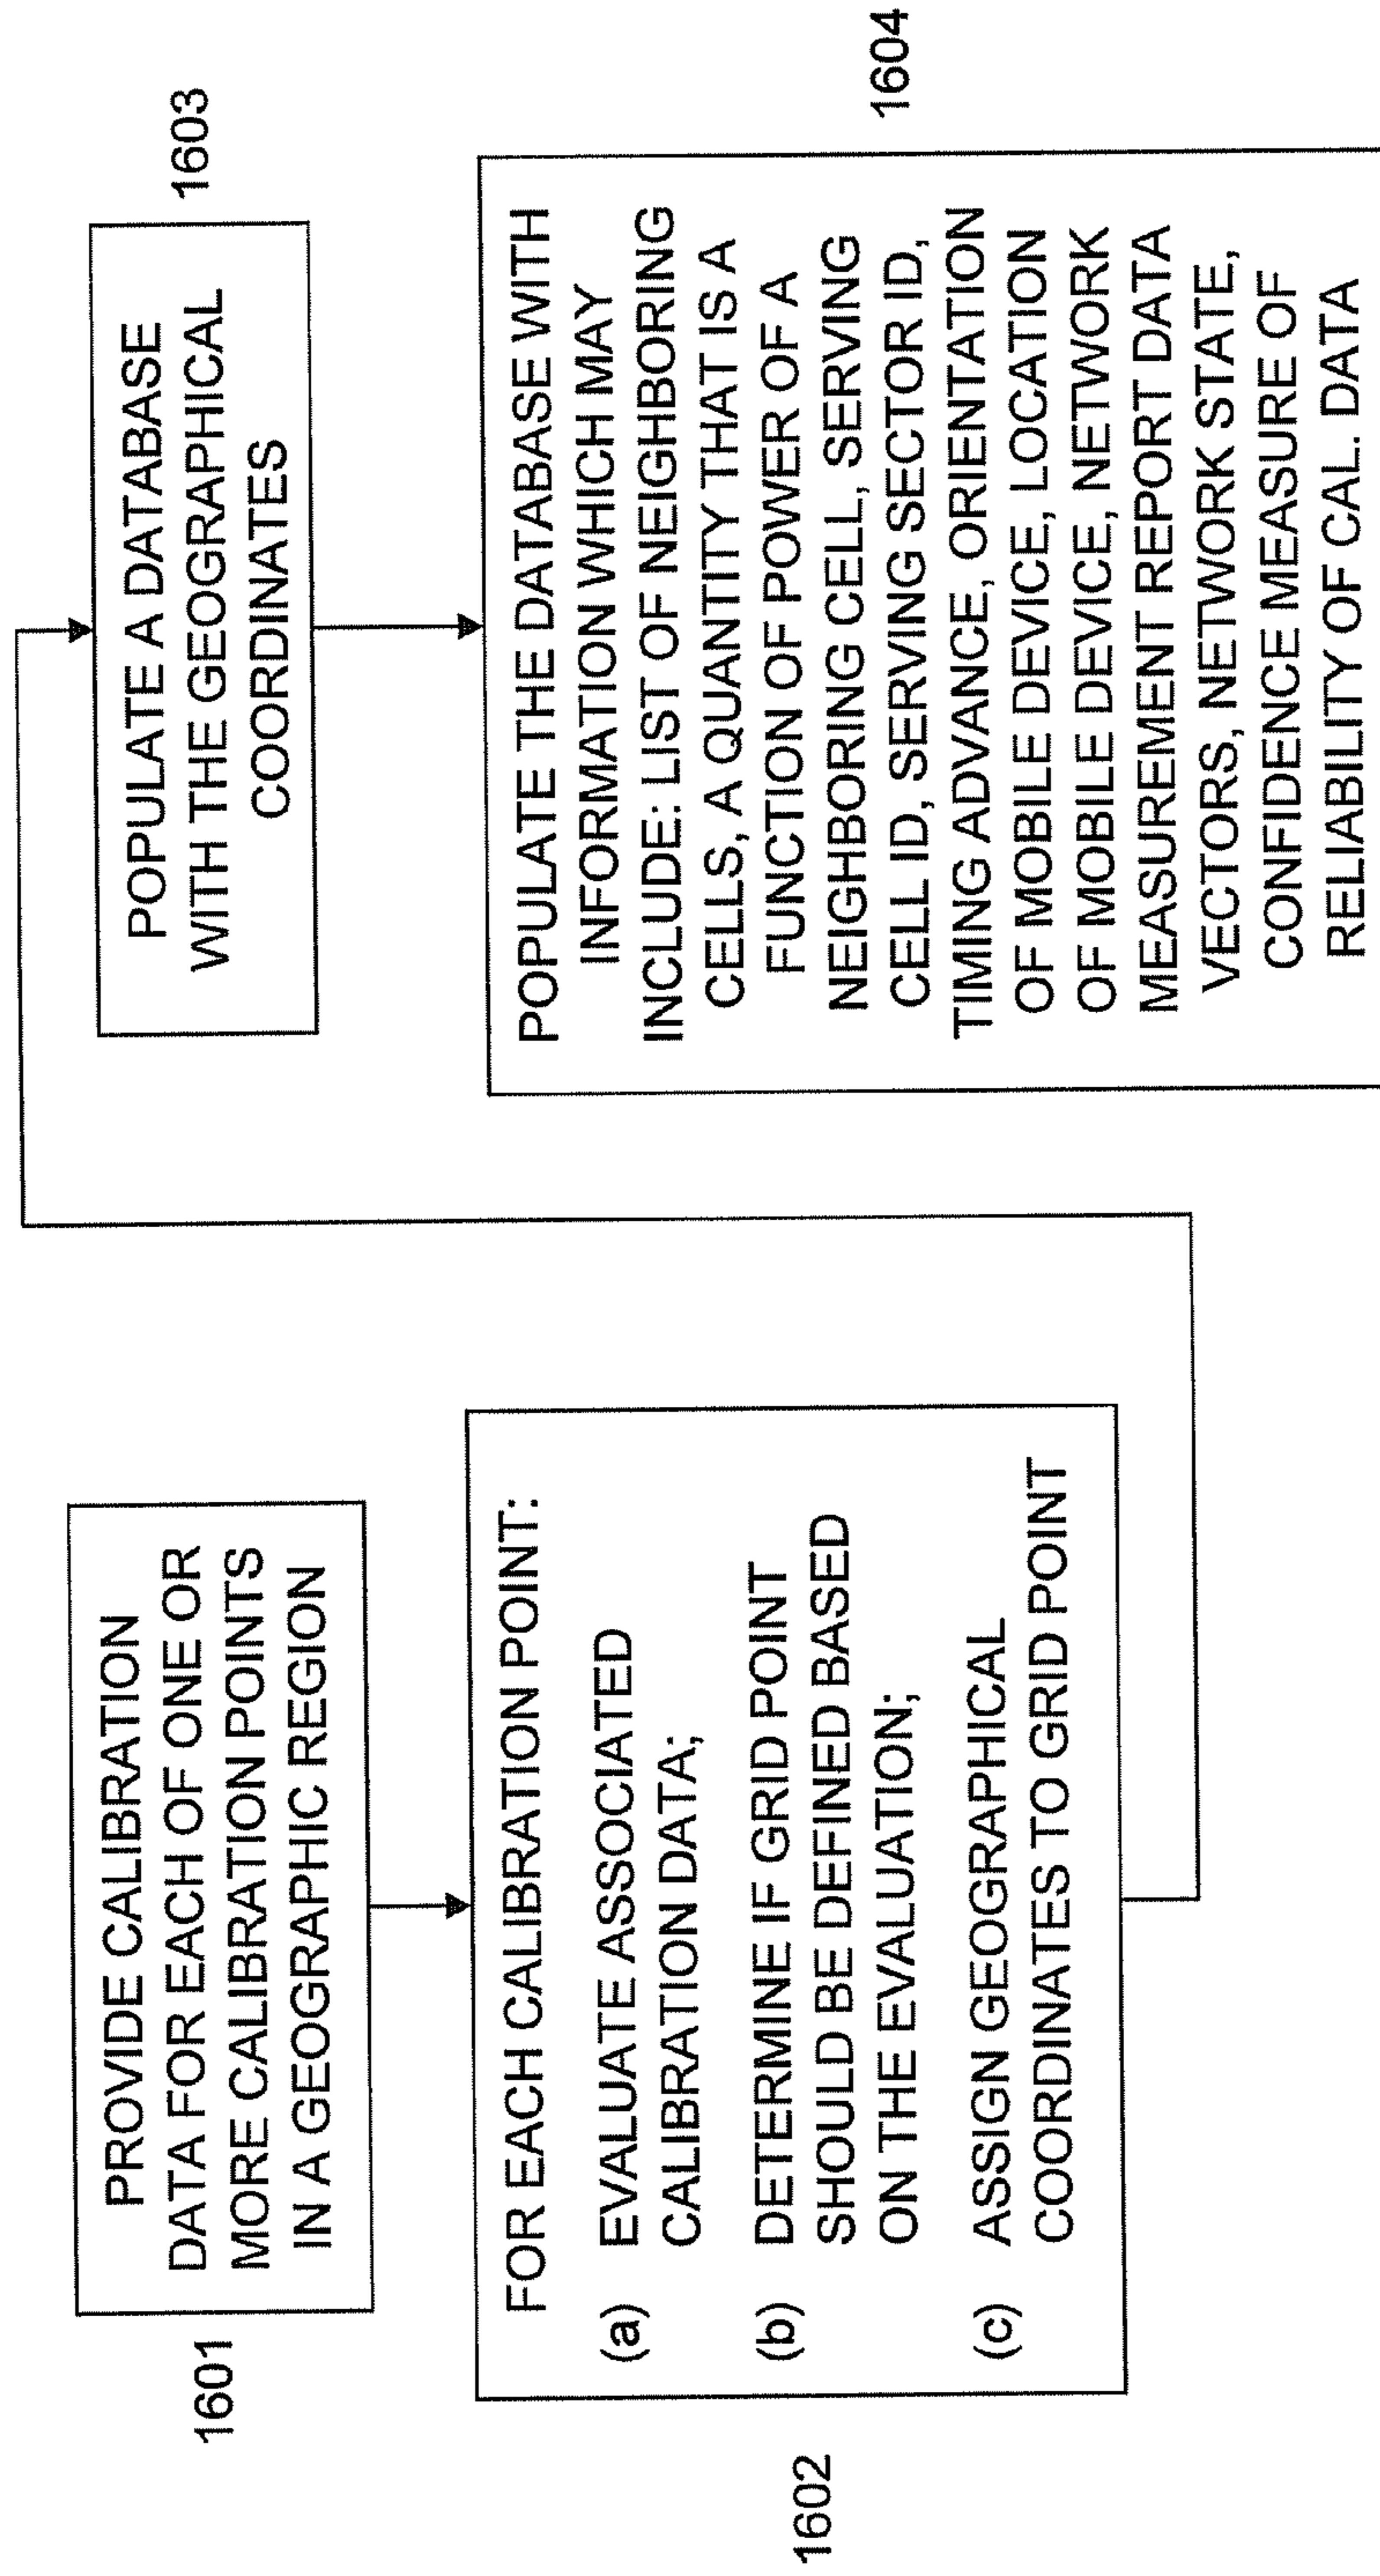 1601
PROVIDE CALIBRATION
DATA FOR EACH OF ONE OR
MORE CALIBRATION POINTS
IN A GEOGRAPHIC REGION
1602
FOR EACH CALIBRATION POINT:
(a) EVALUATE ASSOCIATED
CALIBRATION DATA;
(b) DETERMINE IF GRID POINT
SHOULD BE DEFINED BASED
ON THE EVALUATION;
(c) ASSIGN GEOGRAPHICAL
COORDINATES TO GRID POINT
1603
POPULATE A DATABASE
WITH THE GEOGRAPHICAL
COORDINATES
1604
POPULATE THE DATABASE WITH
INFORMATION WHICH MAY
INCLUDE: LIST OF NEIGHBORING
CELLS, A QUANTITY THAT IS A
FUNCTION OF POWER OF A
NEIGHBORING CELL, SERVING
CELL ID, SERVING SECTOR ID,
TIMING ADVANCE, ORIENTATION
OF MOBILE DEVICE, LOCATION
OF MOBILE DEVICE, NETWORK
MEASUREMENT REPORT DATA
VECTORS, NETWORK STATE,
CONFIDENCE MEASURE OF
RELIABILITY OF CAL. DATA